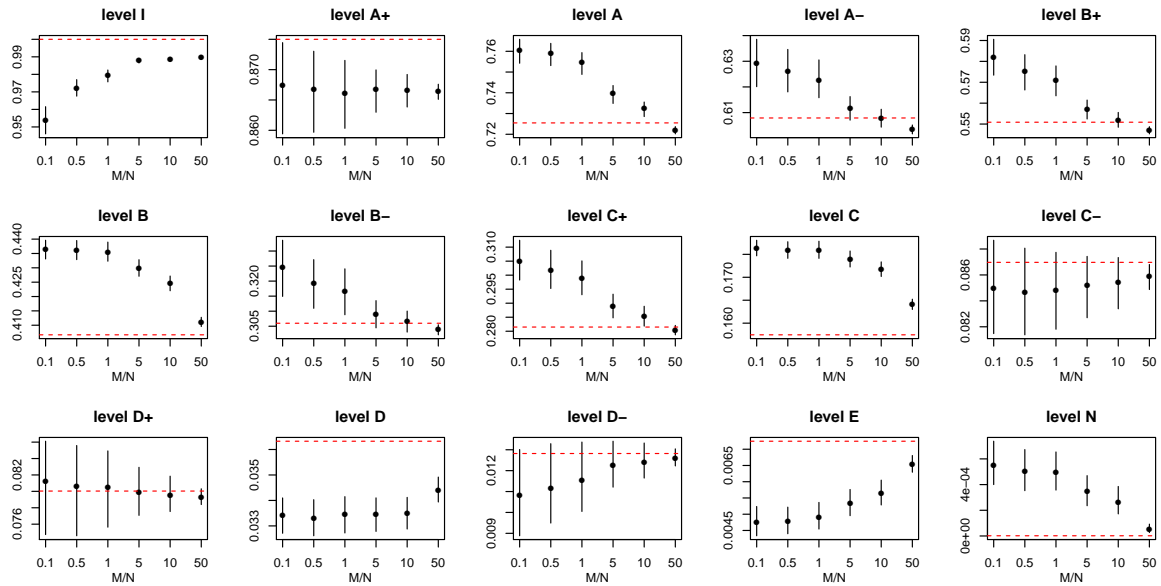 level I
0.95 0.97 0.99
0.1 0.5 1 5 10 50
M/N
level A+
0.860 0.870
0.1 0.5 1 5 10 50
M/N
level A
0.72 0.74 0.76
0.1 0.5 1 5 10 50
M/N
level A−
0.61 0.63
0.1 0.5 1 5 10 50
M/N
level B+
0.55 0.57 0.59
0.1 0.5 1 5 10 50
M/N
level B
0.410 0.425 0.440
0.1 0.5 1 5 10 50
M/N
level B−
0.305 0.320
0.1 0.5 1 5 10 50
M/N
level C+
0.280 0.295 0.310
0.1 0.5 1 5 10 50
M/N
level C
0.160 0.170
0.1 0.5 1 5 10 50
M/N
level C−
0.082 0.086
0.1 0.5 1 5 10 50
M/N
level D+
0.076 0.082
0.1 0.5 1 5 10 50
M/N
level D
0.033 0.035
0.1 0.5 1 5 10 50
M/N
level D−
0.009 0.012
0.1 0.5 1 5 10 50
M/N
level E
0.0045 0.0065
0.1 0.5 1 5 10 50
M/N
level N
0e+00 4e−04
0.1 0.5 1 5 10 50
M/N